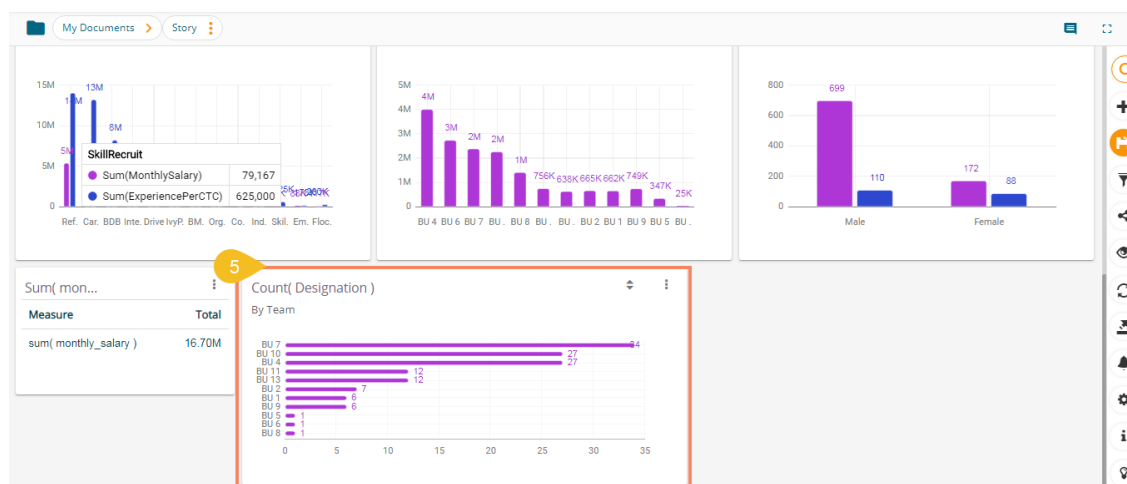 My Documents > Story
15M
10M
5M
0
13M
8M
5M
SkillRecruit
Sum(MonthlySalary) 79,167
Sum(ExperiencePerCTC) 625,000
Ref. Car. BDB Inte. Drive IvyP. BM. Org. Co. Ind. Skil. Em. Floc.
5M
4M
3M
2M
1M
0
4M
3M
2M
2M
1M
756K
638K
665K
662K
749K
347K
25K
BU 4 BU 6 BU 7 BU . BU 8 BU . BU . BU 2 BU 1 BU 9 BU 5 BU .
800
600
400
200
0
699
110
172
88
Male Female
5
Sum( mon...
Measure Total
sum( monthly_salary ) 16.70M
Count( Designation )
By Team
BU 7 34
BU 10 27
BU 4 27
BU 11 12
BU 13 12
BU 2 7
BU 1 6
BU 9 6
BU 5 1
BU 6 1
BU 8 1
0 5 10 15 20 25 30 35